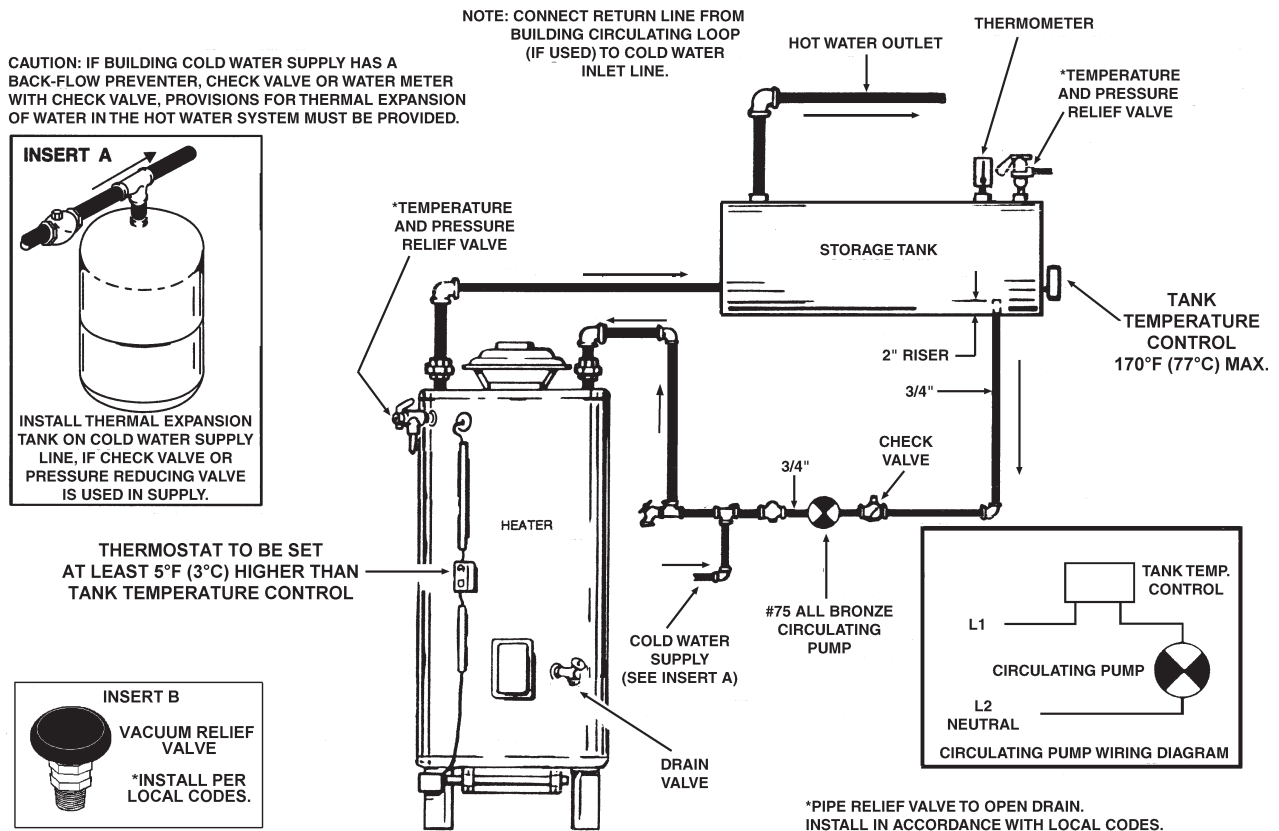 NOTE: CONNECT RETURN LINE FROM
BUILDING CIRCULATING LOOP
(IF USED) TO COLD WATER
INLET LINE.
THERMOMETER
HOT WATER OUTLET
*TEMPERATURE
AND PRESSURE
RELIEF VALVE
CAUTION: IF BUILDING COLD WATER SUPPLY HAS A
BACK-FLOW PREVENTER, CHECK VALVE OR WATER METER
WITH CHECK VALVE, PROVISIONS FOR THERMAL EXPANSION
OF WATER IN THE HOT WATER SYSTEM MUST BE PROVIDED.
INSERT A
INSTALL THERMAL EXPANSION
TANK ON COLD WATER SUPPLY
LINE, IF CHECK VALVE OR
PRESSURE REDUCING VALVE
IS USED IN SUPPLY.
*TEMPERATURE
AND PRESSURE
RELIEF VALVE
STORAGE TANK
TANK
TEMPERATURE
CONTROL
170°F (77°C) MAX.
2" RISER
3/4"
CHECK
VALVE
3/4"
HEATER
THERMOSTAT TO BE SET
AT LEAST 5°F (3°C) HIGHER THAN
TANK TEMPERATURE CONTROL
#75 ALL BRONZE
CIRCULATING
PUMP
COLD WATER
SUPPLY
(SEE INSERT A)
DRAIN
VALVE
TANK TEMP.
CONTROL
L1
CIRCULATING PUMP
L2
NEUTRAL
CIRCULATING PUMP WIRING DIAGRAM
INSERT B
VACUUM RELIEF
VALVE
*INSTALL PER
LOCAL CODES.
*PIPE RELIEF VALVE TO OPEN DRAIN.
INSTALL IN ACCORDANCE WITH LOCAL CODES.